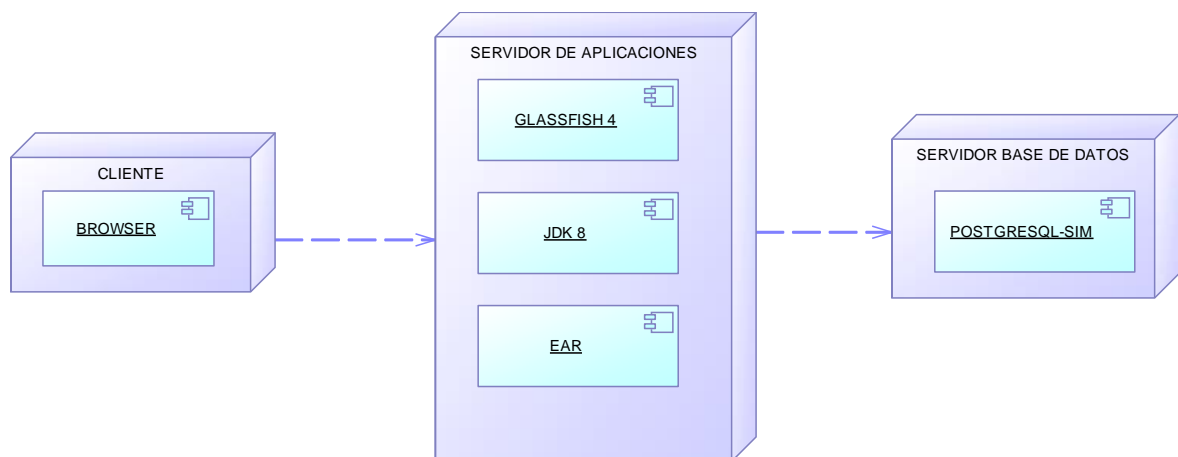 CLIENTE
BROWSER
SERVIDOR DE APLICACIONES
GLASSFISH 4
JDK 8
EAR
SERVIDOR BASE DE DATOS
POSTGRESQL-SIM